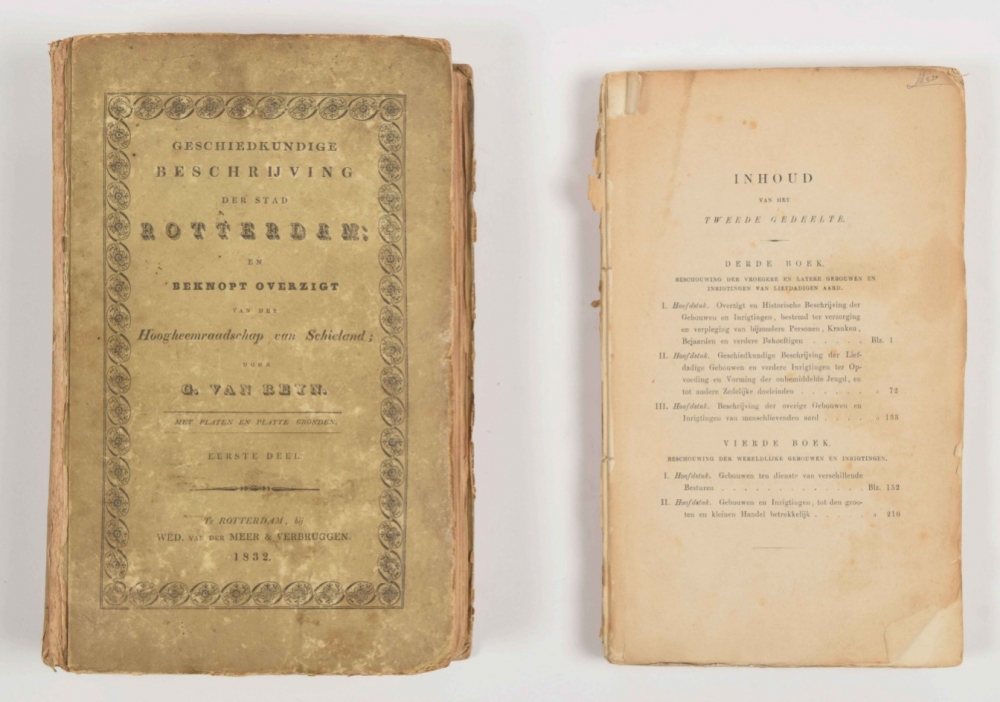 GESCHIEDKUNDIGE
BESCHRIJVING
DER STAD
ROTTERDAM;
EN
BEKNOPT OVERZIGT
VAN HET
Hoogheemraadschap van Schieland;
DOOR
G. VAN REYN.
MET PLATEN EN PLATTE GRONDEN.
EERSTE DEEL
Te ROTTERDAM, bij
WED. VAN DER MEER & VERBRUGGEN.
1832.
INHOUD
VAN HET
TWEEDE GEDEELTE.
DERDE BOEK.
BESCHOUWING DER VROEGERE EN LATERE GEBOUWEN EN
INRIGTINGEN VAN LIEFDADIGEN AARD.
I. Hoofdstuk. Overzigt en Historische Beschrijving der
Gebouwen en Inrigtingen, bestemd ter verzorging
en verpleging van bijzondere Personen, Kranken,
Bejaarden en verdere Behoeftigen . . . . . Blz. 1
II. Hoofdstuk. Geschiedkundige Beschrijving der Lief-
dadige Gebouwen en verdere Inrigtingen ter Op-
voeding en Vorming der onbemiddelde Jeugd, en
tot andere Zedelijke doeleinden . . . . . . . » 72
III. Hoofdstuk. Beschrijving der overige Gebouwen en
Inrigtingen van menschlievenden aard . . . . . »
VIERDE BOEK.
BESCHOUWING DER WERELDLIJKE GEBOUWEN EN INRIGTINGEN.
I. Hoofdstuk. Gebouwen ten dienste van verschillende
Besturen . . . . . . . . . . . . Blz. 152
II. Hoofdstuk. Gebouwen en Inrigtingen, tot den groo-
ten en kleinen Handel betrekkelijk . . . . . » 210